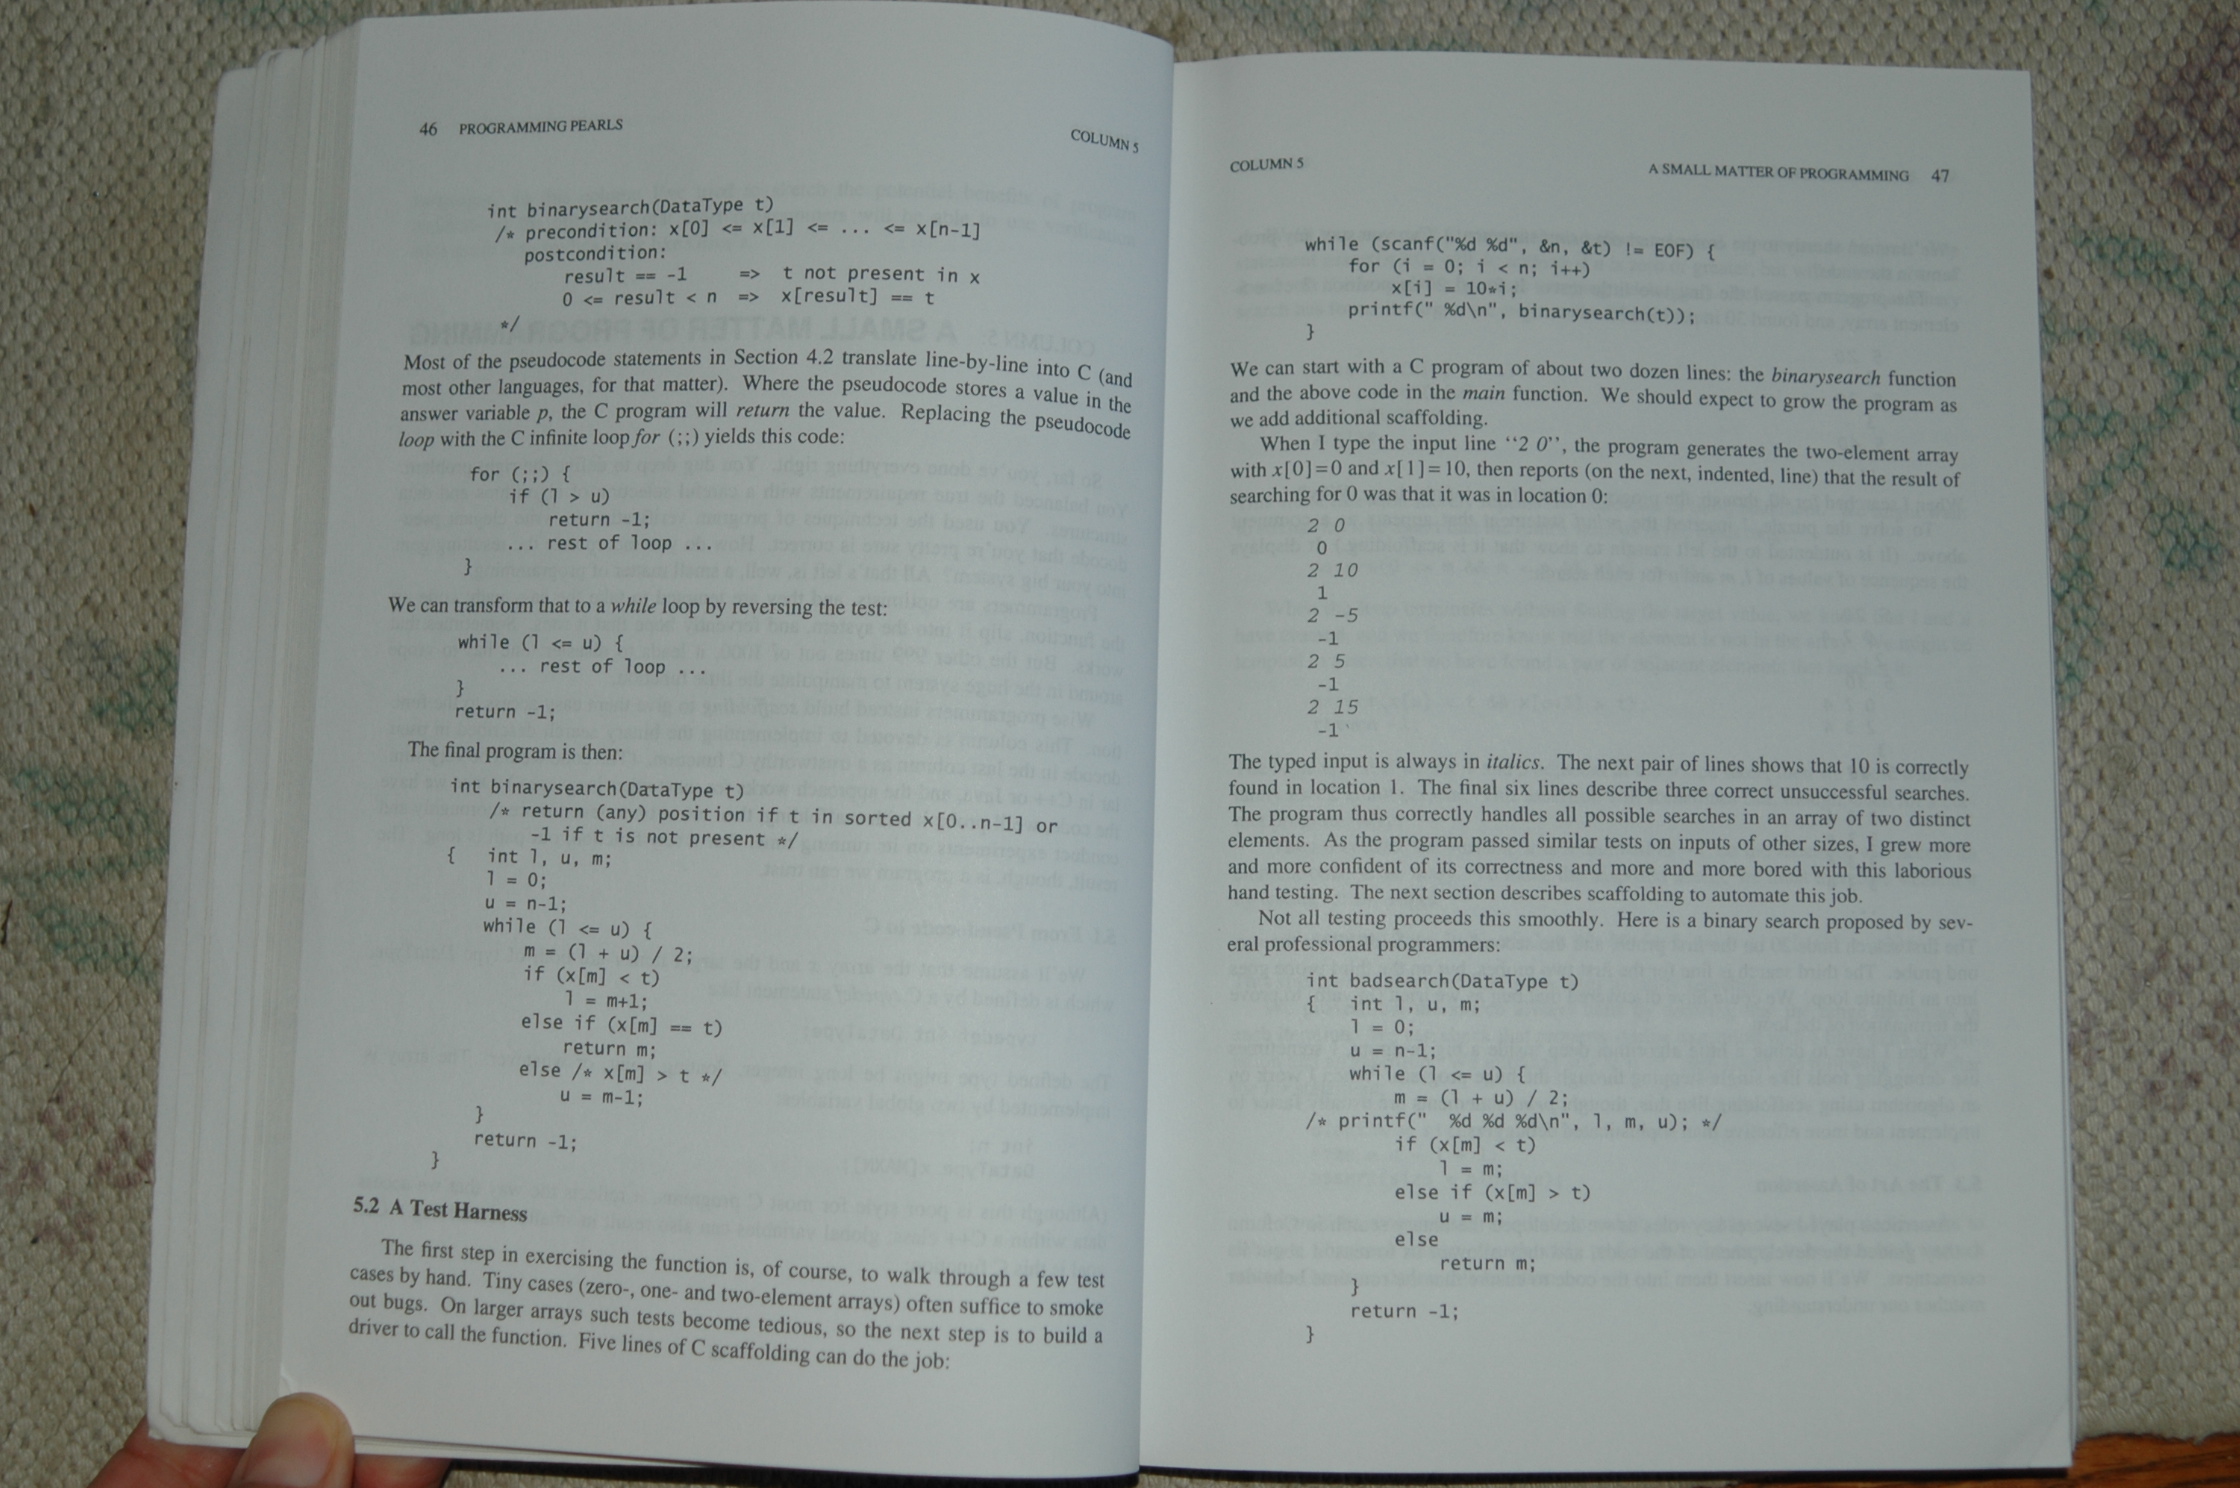 46 PROGRAMMING PEARLS COLUMN 5
int binarysearch(DataType t)
/* precondition: x[0] <= x[1] <= ... <= x[n-1]
postcondition:
result == -1 => t not present in x
0 <= result < n => x[result] == t
*/
Most of the pseudocode statements in Section 4.2 translate line-by-line into C (and
most other languages, for that matter). Where the pseudocode stores a value in the
answer variable p, the C program will return the value. Replacing the pseudocode
loop with the C infinite loop for (;;) yields this code:
for (;;) {
if (l > u)
return -1;
... rest of loop ...
}
We can transform that to a while loop by reversing the test:
while (l <= u) {
... rest of loop ...
}
return -1;
The final program is then:
int binarysearch(DataType t)
/* return (any) position if t in sorted x[0..n-1] or
-1 if t is not present */
{ int l, u, m;
l = 0;
u = n-1;
while (l <= u) {
m = (l + u) / 2;
if (x[m] < t)
l = m+1;
else if (x[m] == t)
return m;
else /* x[m] > t */
u = m-1;
}
return -1;
}
5.2 A Test Harness
The first step in exercising the function is, of course, to walk through a few test
cases by hand. Tiny cases (zero-, one- and two-element arrays) often suffice to smoke
out bugs. On larger arrays such tests become tedious, so the next step is to build a
driver to call the function. Five lines of C scaffolding can do the job:
COLUMN 5 A SMALL MATTER OF PROGRAMMING 47
while (scanf("%d %d", &n, &t) != EOF) {
for (i = 0; i < n; i++)
x[i] = 10*i;
printf(" %d\n", binarysearch(t));
}
We can start with a C program of about two dozen lines: the binarysearch function
and the above code in the main function. We should expect to grow the program as
we add additional scaffolding.
When I type the input line ‘‘2 0’’, the program generates the two-element array
with x[0]=0 and x[1]=10, then reports (on the next, indented, line) that the result of
searching for 0 was that it was in location 0:
2 0
0
2 10
1
2 -5
-1
2 5
-1
2 15
-1
The typed input is always in italics. The next pair of lines shows that 10 is correctly
found in location 1. The final six lines describe three correct unsuccessful searches.
The program thus correctly handles all possible searches in an array of two distinct
elements. As the program passed similar tests on inputs of other sizes, I grew more
and more confident of its correctness and more and more bored with this laborious
hand testing. The next section describes scaffolding to automate this job.
Not all testing proceeds this smoothly. Here is a binary search proposed by sev-
eral professional programmers:
int badsearch(DataType t)
{ int l, u, m;
l = 0;
u = n-1;
while (l <= u) {
m = (l + u) / 2;
/* printf(" %d %d %d\n", l, m, u); */
if (x[m] < t)
l = m;
else if (x[m] > t)
u = m;
else
return m;
}
return -1;
}